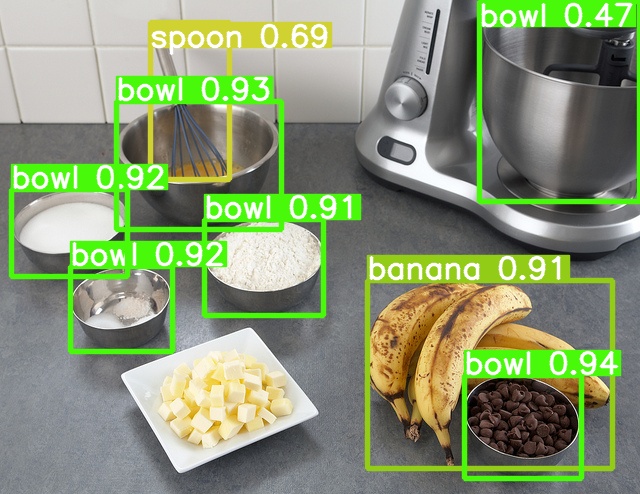 bowl 0.47
spoon 0.69
bowl 0.93
bowl 0.92
bowl 0.91
bowl 0.92
banana 0.91
bowl 0.94